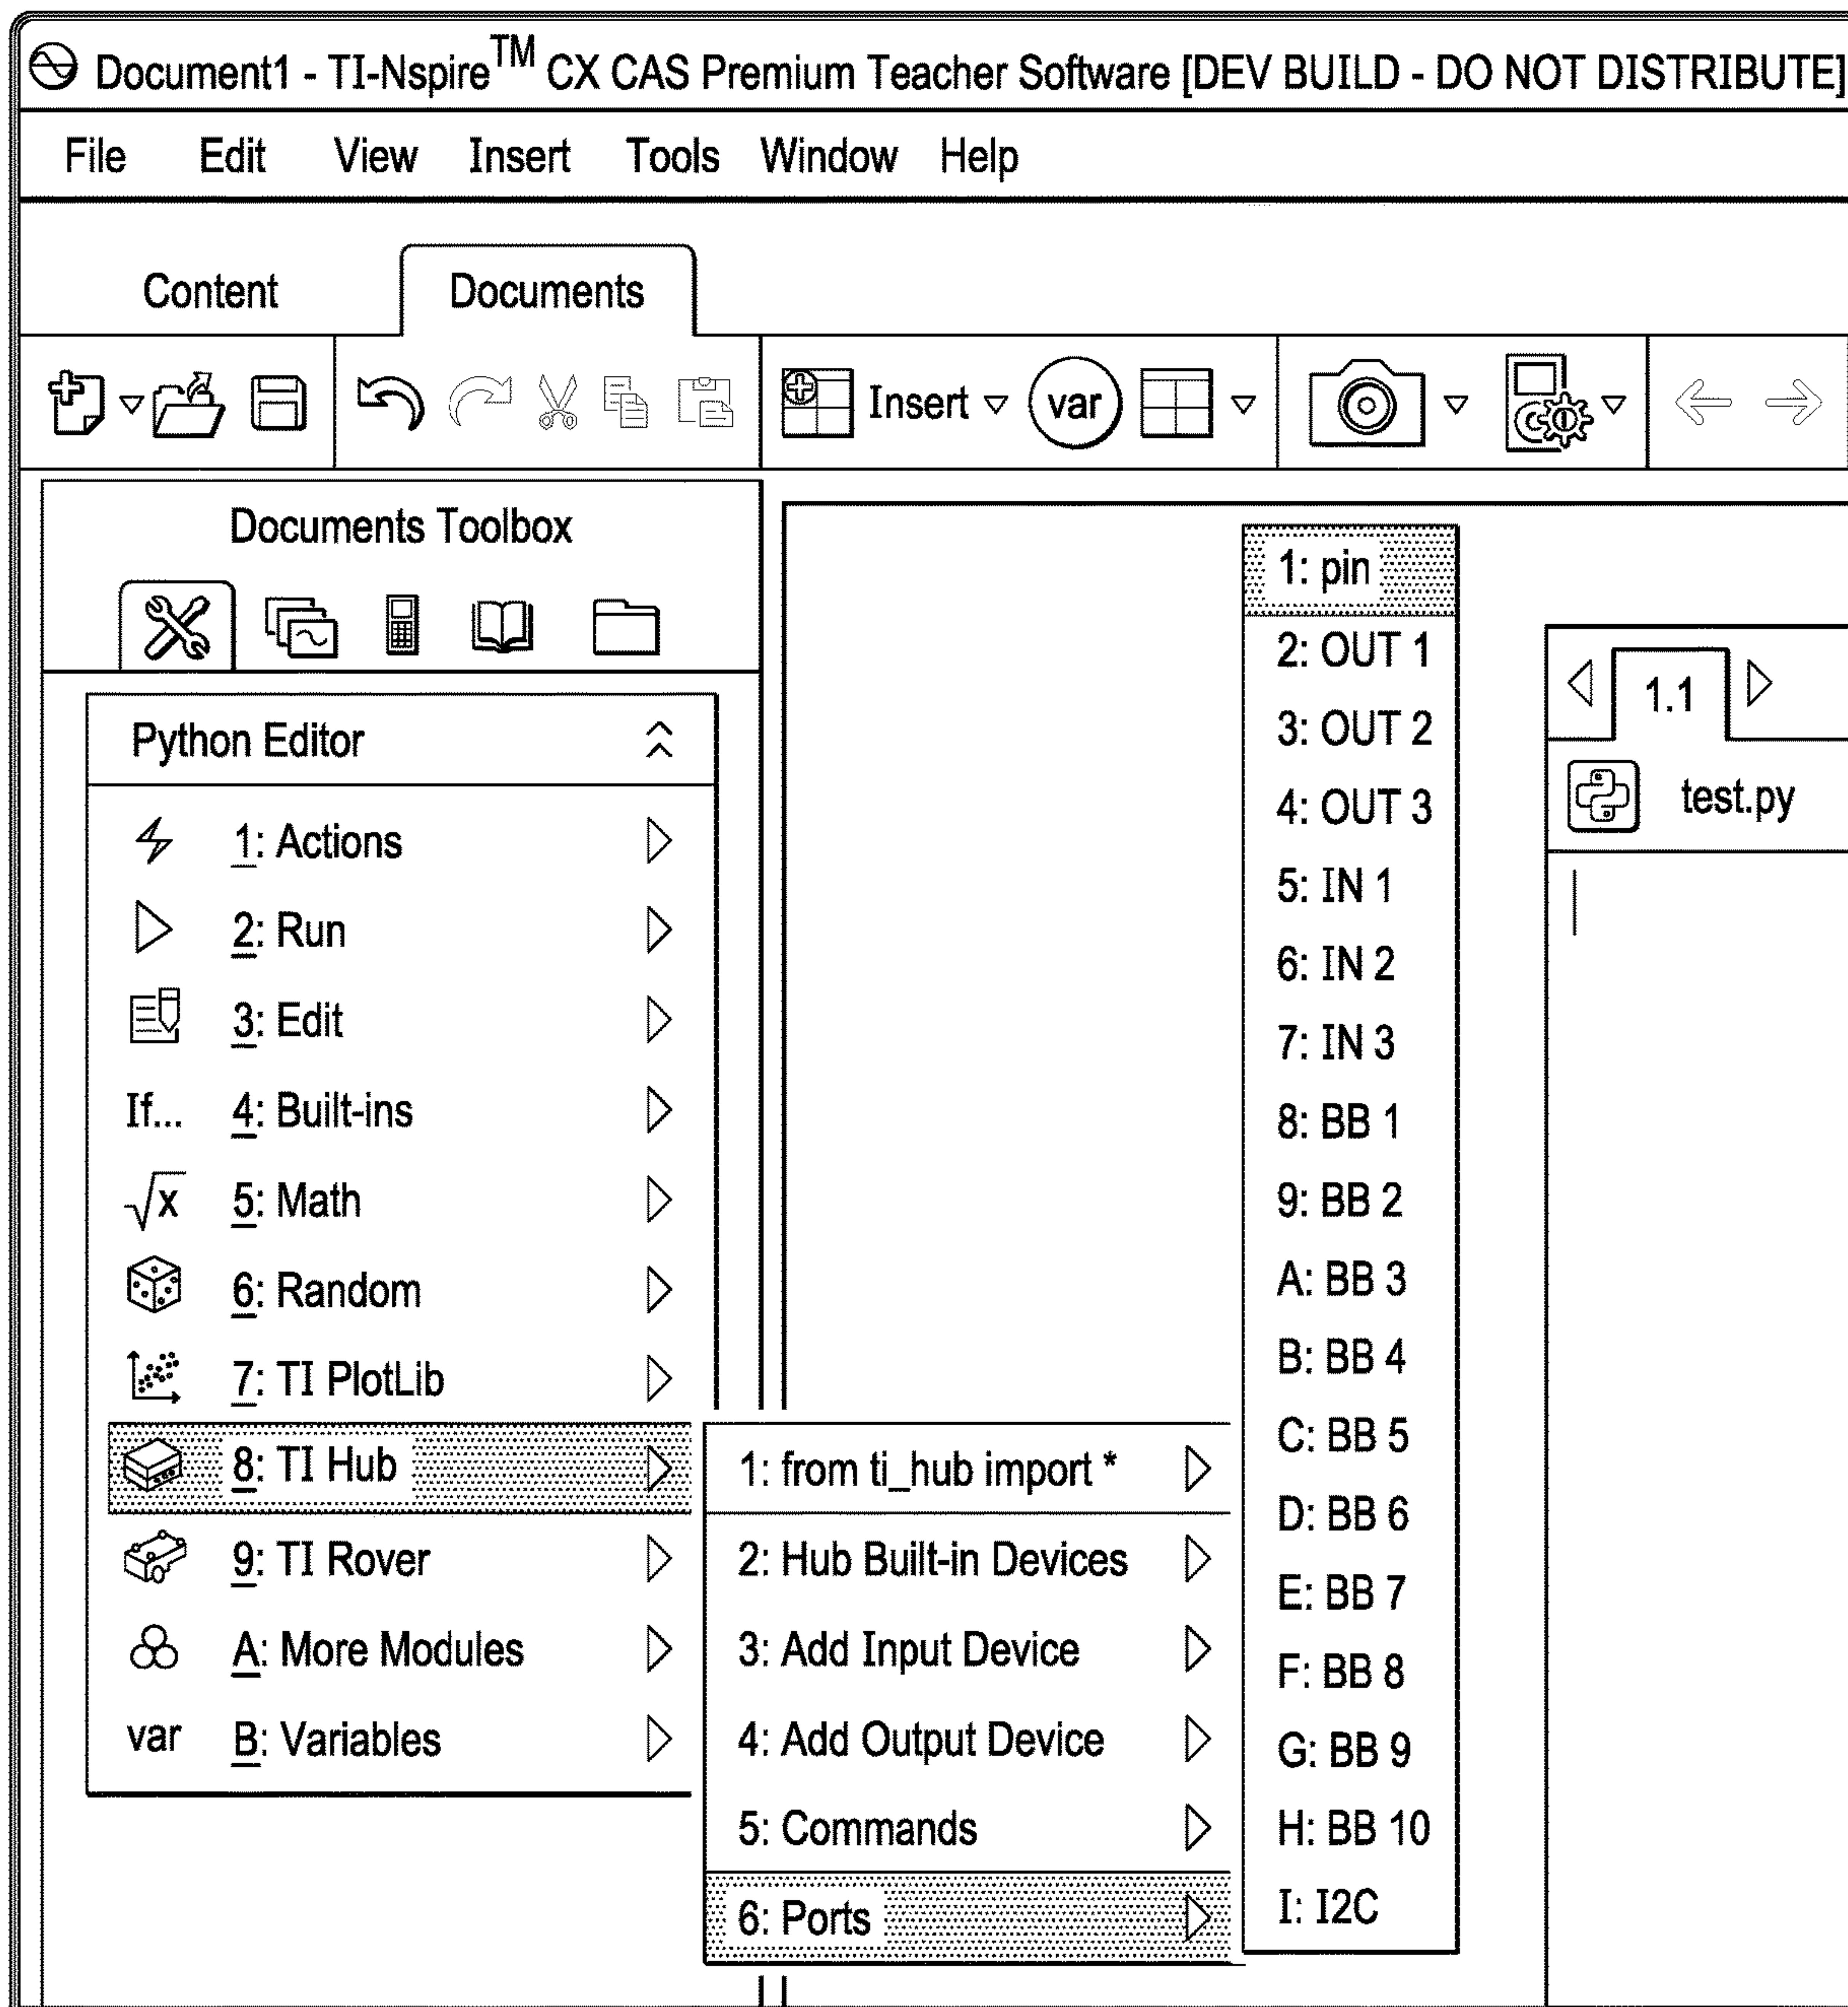 Document1 - TI-Nspire™ CX CAS Premium Teacher Software [DEV BUILD - DO NOT DISTRIBUTE]
File Edit View Insert Tools Window Help
Content Documents
Insert var
Documents Toolbox
Python Editor
1: Actions
2: Run
3: Edit
If... 4: Built-ins
√x 5: Math
6: Random
7: TI PlotLib
8: TI Hub
9: TI Rover
A: More Modules
var B: Variables
1: from ti_hub import *
2: Hub Built-in Devices
3: Add Input Device
4: Add Output Device
5: Commands
6: Ports
1: pin
2: OUT 1
3: OUT 2
4: OUT 3
5: IN 1
6: IN 2
7: IN 3
8: BB 1
9: BB 2
A: BB 3
B: BB 4
C: BB 5
D: BB 6
E: BB 7
F: BB 8
G: BB 9
H: BB 10
I: I2C
1.1
test.py